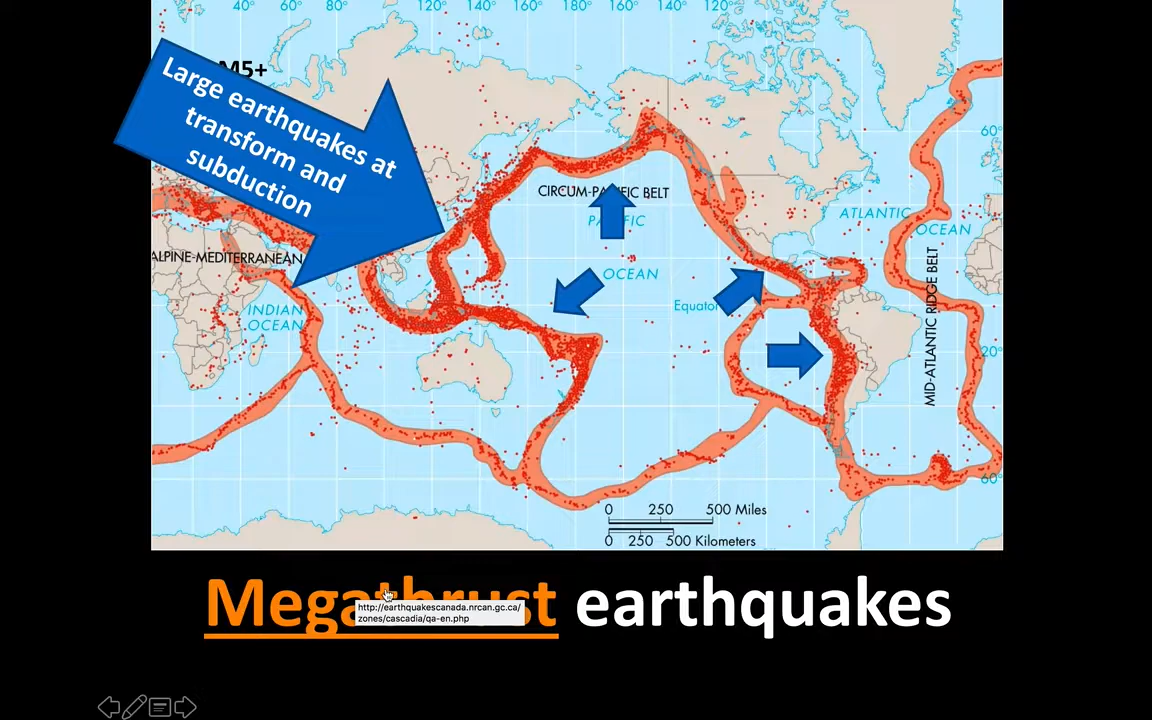 40° 60° 80° 120° 140° 160° 180° 160° 140° 120°
M5+
Large earthquakes at
transform and
subduction
60°
CIRCUM-PACIFIC BELT
PACIFIC
OCEAN
ATLANTIC
OCEAN
ALPINE-MEDITERRANEAN
INDIAN
OCEAN
Equator
MID-ATLANTIC RIDGE BELT
20°
60°
0 250 500 Miles
0 250 500 Kilometers
Megathrust earthquakes
http://earthquakescanada.nrcan.gc.ca/
zones/cascadia/qa-en.php